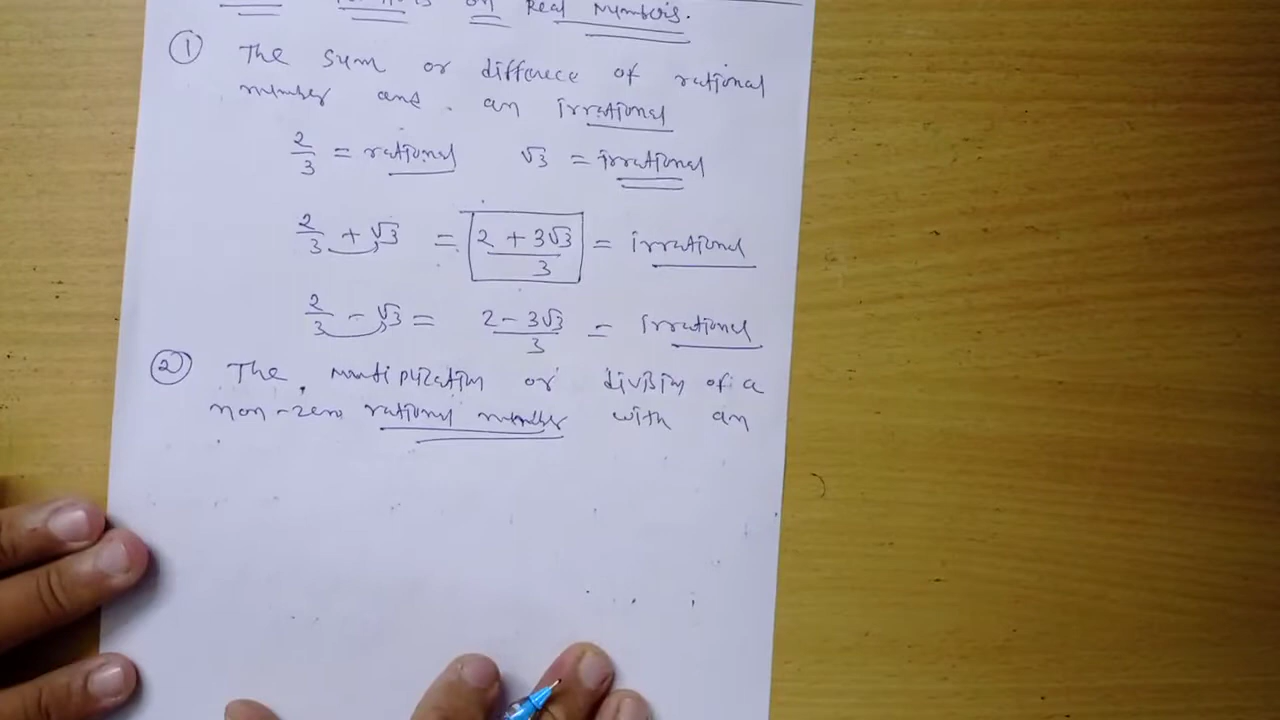 on Real Numbers.
① The sum or differece of rational
number and an irrational
2/3 = rational √3 = irrational
2/3 + √3 = 2 + 3√3 / 3 = irrational
2/3 - √3 = 2 - 3√3 / 3 = irrational
② The multiplication or division of a
non-zero rational number with an